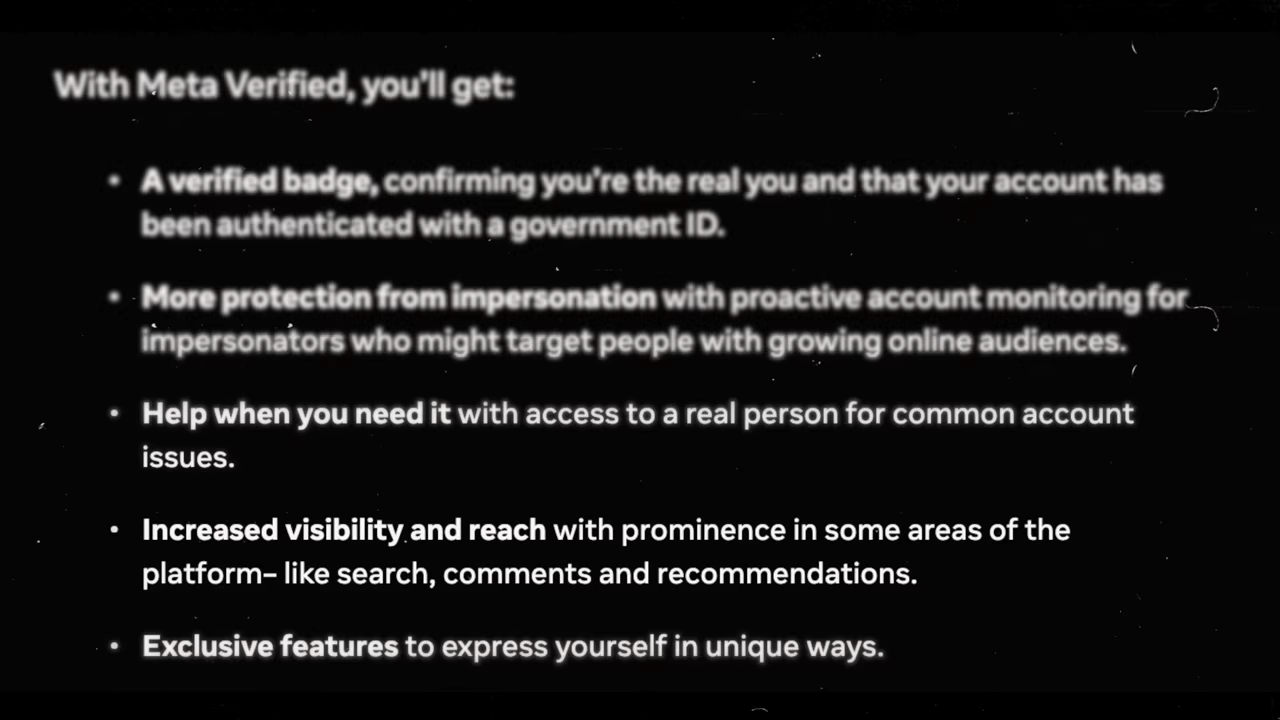 With Meta Verified, you'll get:
• A verified badge, confirming you're the real you and that your account has
been authenticated with a government ID.
• More protection from impersonation with proactive account monitoring for
impersonators who might target people with growing online audiences.
• Help when you need it with access to a real person for common account
issues.
• Increased visibility and reach with prominence in some areas of the
platform– like search, comments and recommendations.
• Exclusive features to express yourself in unique ways.